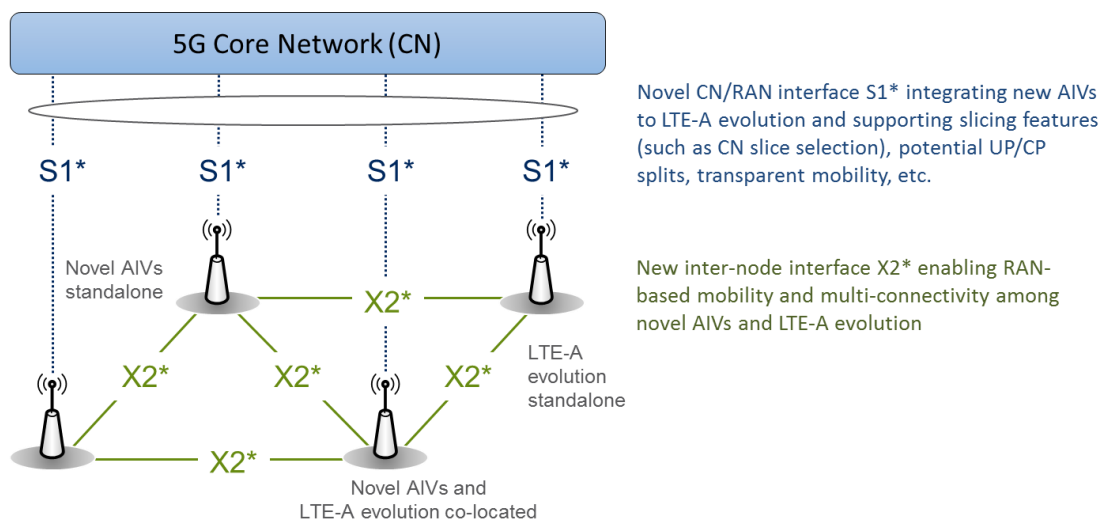 5G Core Network (CN)
Novel CN/RAN interface S1* integrating new AIVs
to LTE-A evolution and supporting slicing features
(such as CN slice selection), potential UP/CP
splits, transparent mobility, etc.
S1* S1* S1* S1*
Novel AIVs
standalone
New inter-node interface X2* enabling RAN-
based mobility and multi-connectivity among
novel AIVs and LTE-A evolution
X2*
LTE-A
evolution
standalone
X2* X2* X2*
X2*
Novel AIVs and
LTE-A evolution co-located